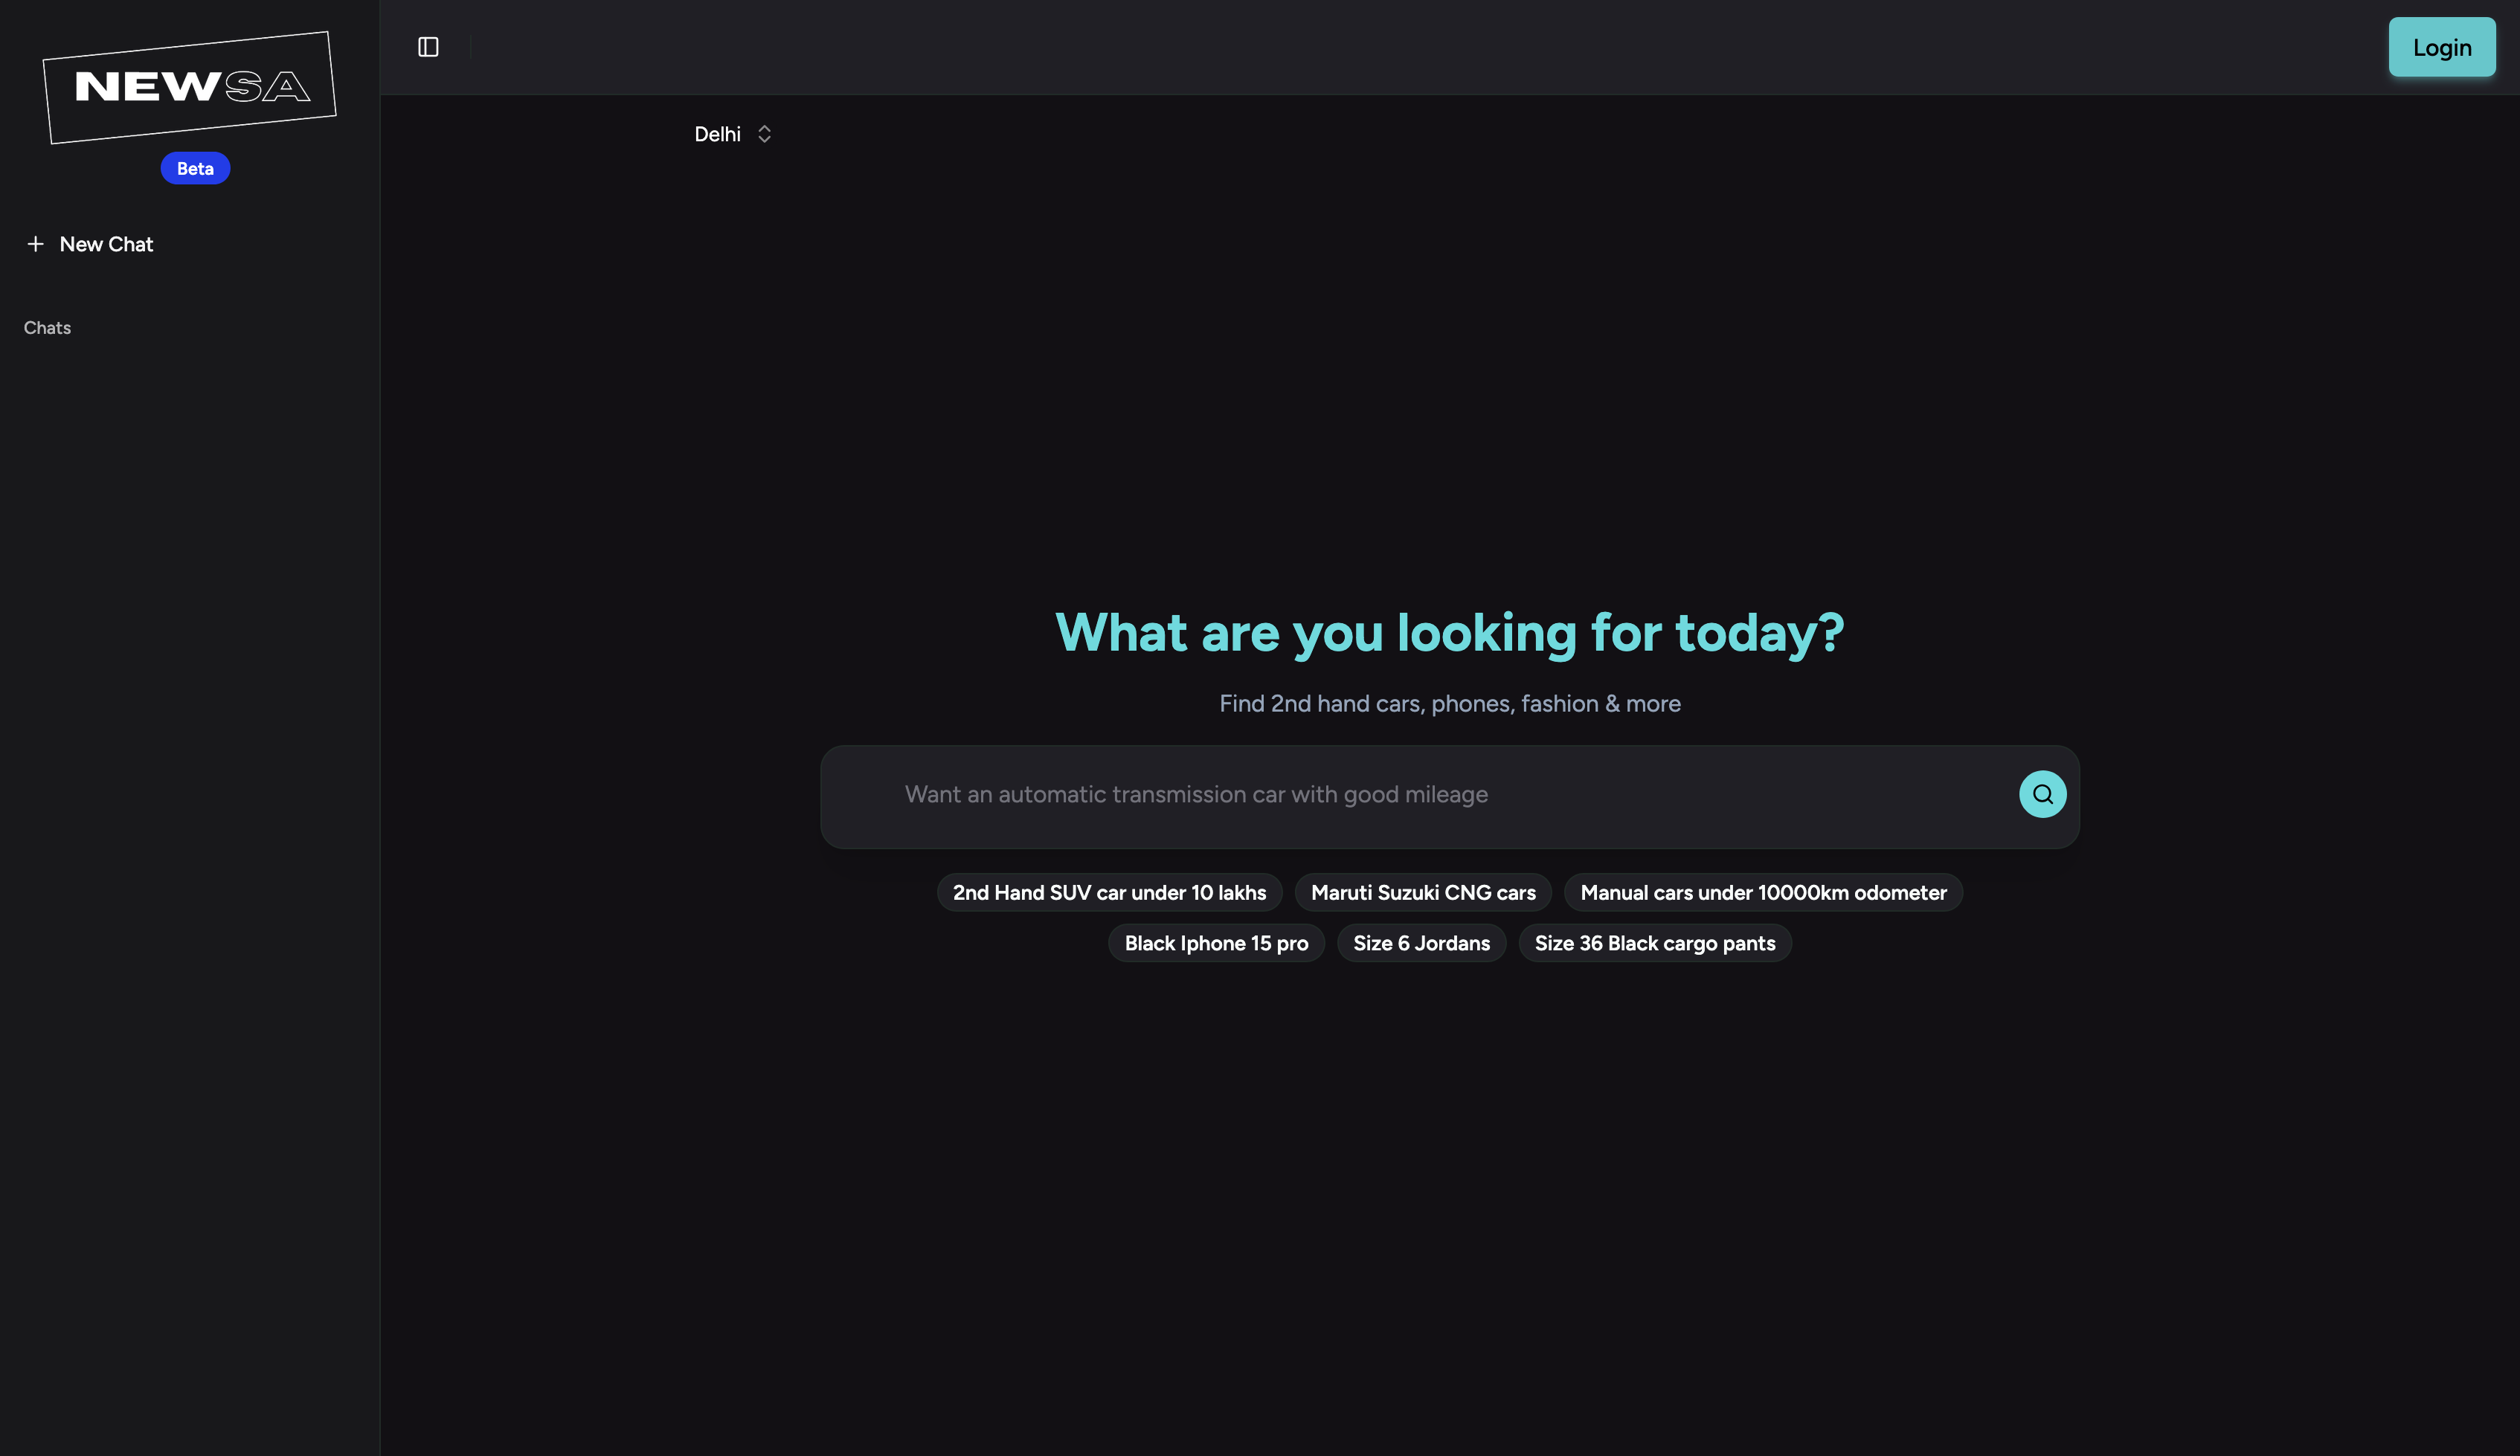 NEWSA
Beta
New Chat
Chats
Login
Delhi
What are you looking for today?
Find 2nd hand cars, phones, fashion & more
Want an automatic transmission car with good mileage
2nd Hand SUV car under 10 lakhs
Maruti Suzuki CNG cars
Manual cars under 10000km odometer
Black Iphone 15 pro
Size 6 Jordans
Size 36 Black cargo pants